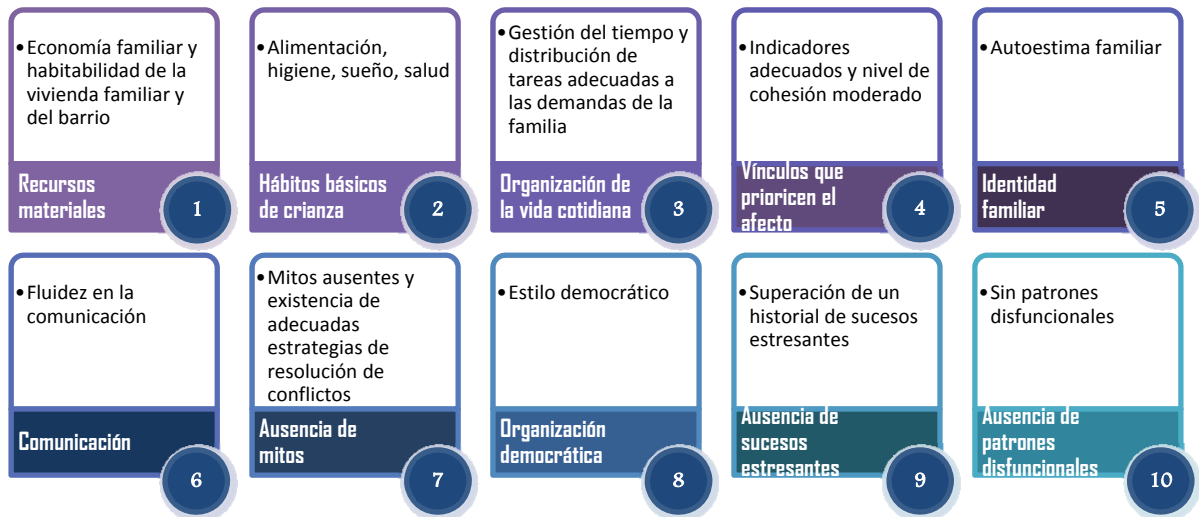 •Economía familiar y
habitabilidad de la
vivienda familiar y
del barrio
Recursos
materiales
1
•Alimentación,
higiene, sueño, salud
Hábitos básicos
de crianza
2
•Gestión del tiempo y
distribución de
tareas adecuadas a
las demandas de la
familia
Organización de
la vida cotidiana
3
•Indicadores
adecuados y nivel de
cohesión moderado
Vínculos que
prioricen el
afecto
4
•Autoestima familiar
Identidad
familiar
5
•Fluidez en la
comunicación
Comunicación
6
•Mitos ausentes y
existencia de
adecuadas
estrategias de
resolución de
conflictos
Ausencia de
mitos
7
•Estilo democrático
Organización
democrática
8
•Superación de un
historial de sucesos
estresantes
Ausencia de
sucesos
estresantes
9
•Sin patrones
disfuncionales
Ausencia de
patrones
disfuncionales
10